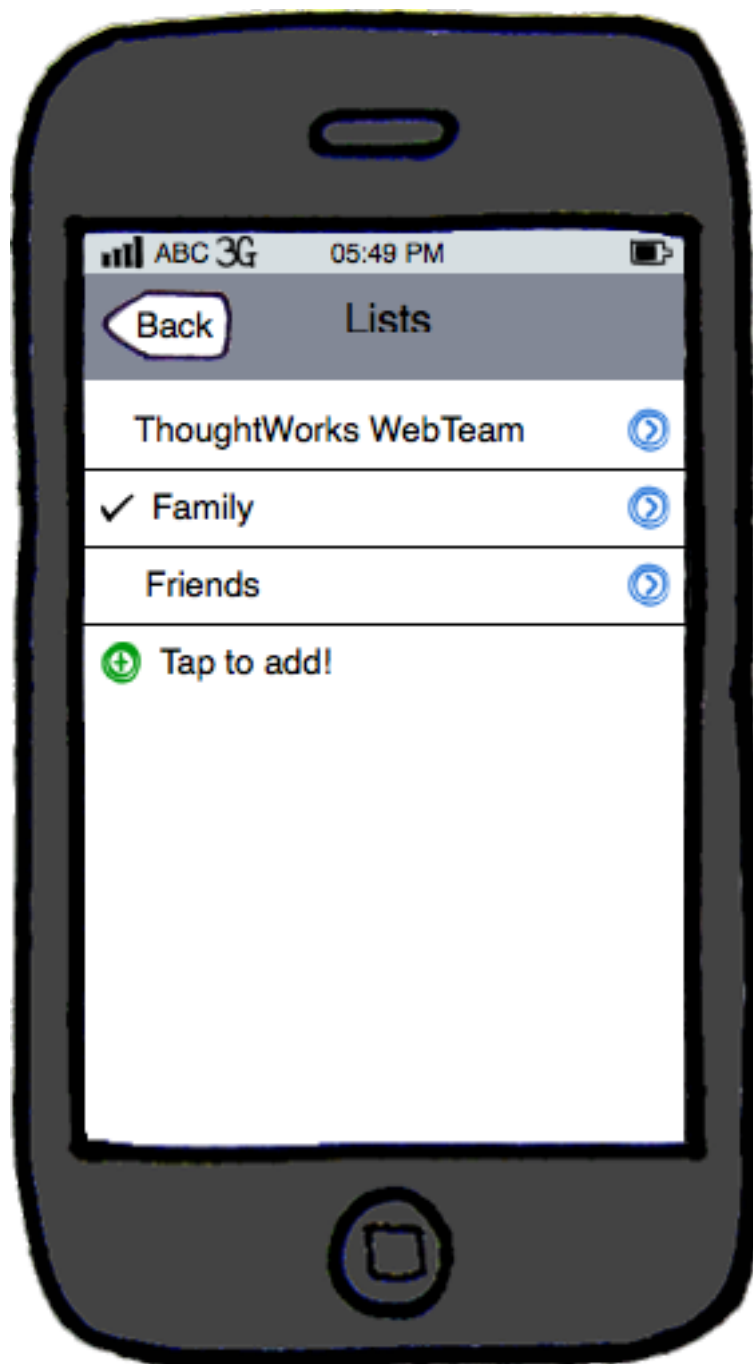 ABC 3G 05:49 PM
Back Lists
ThoughtWorks WebTeam
Family
Friends
Tap to add!